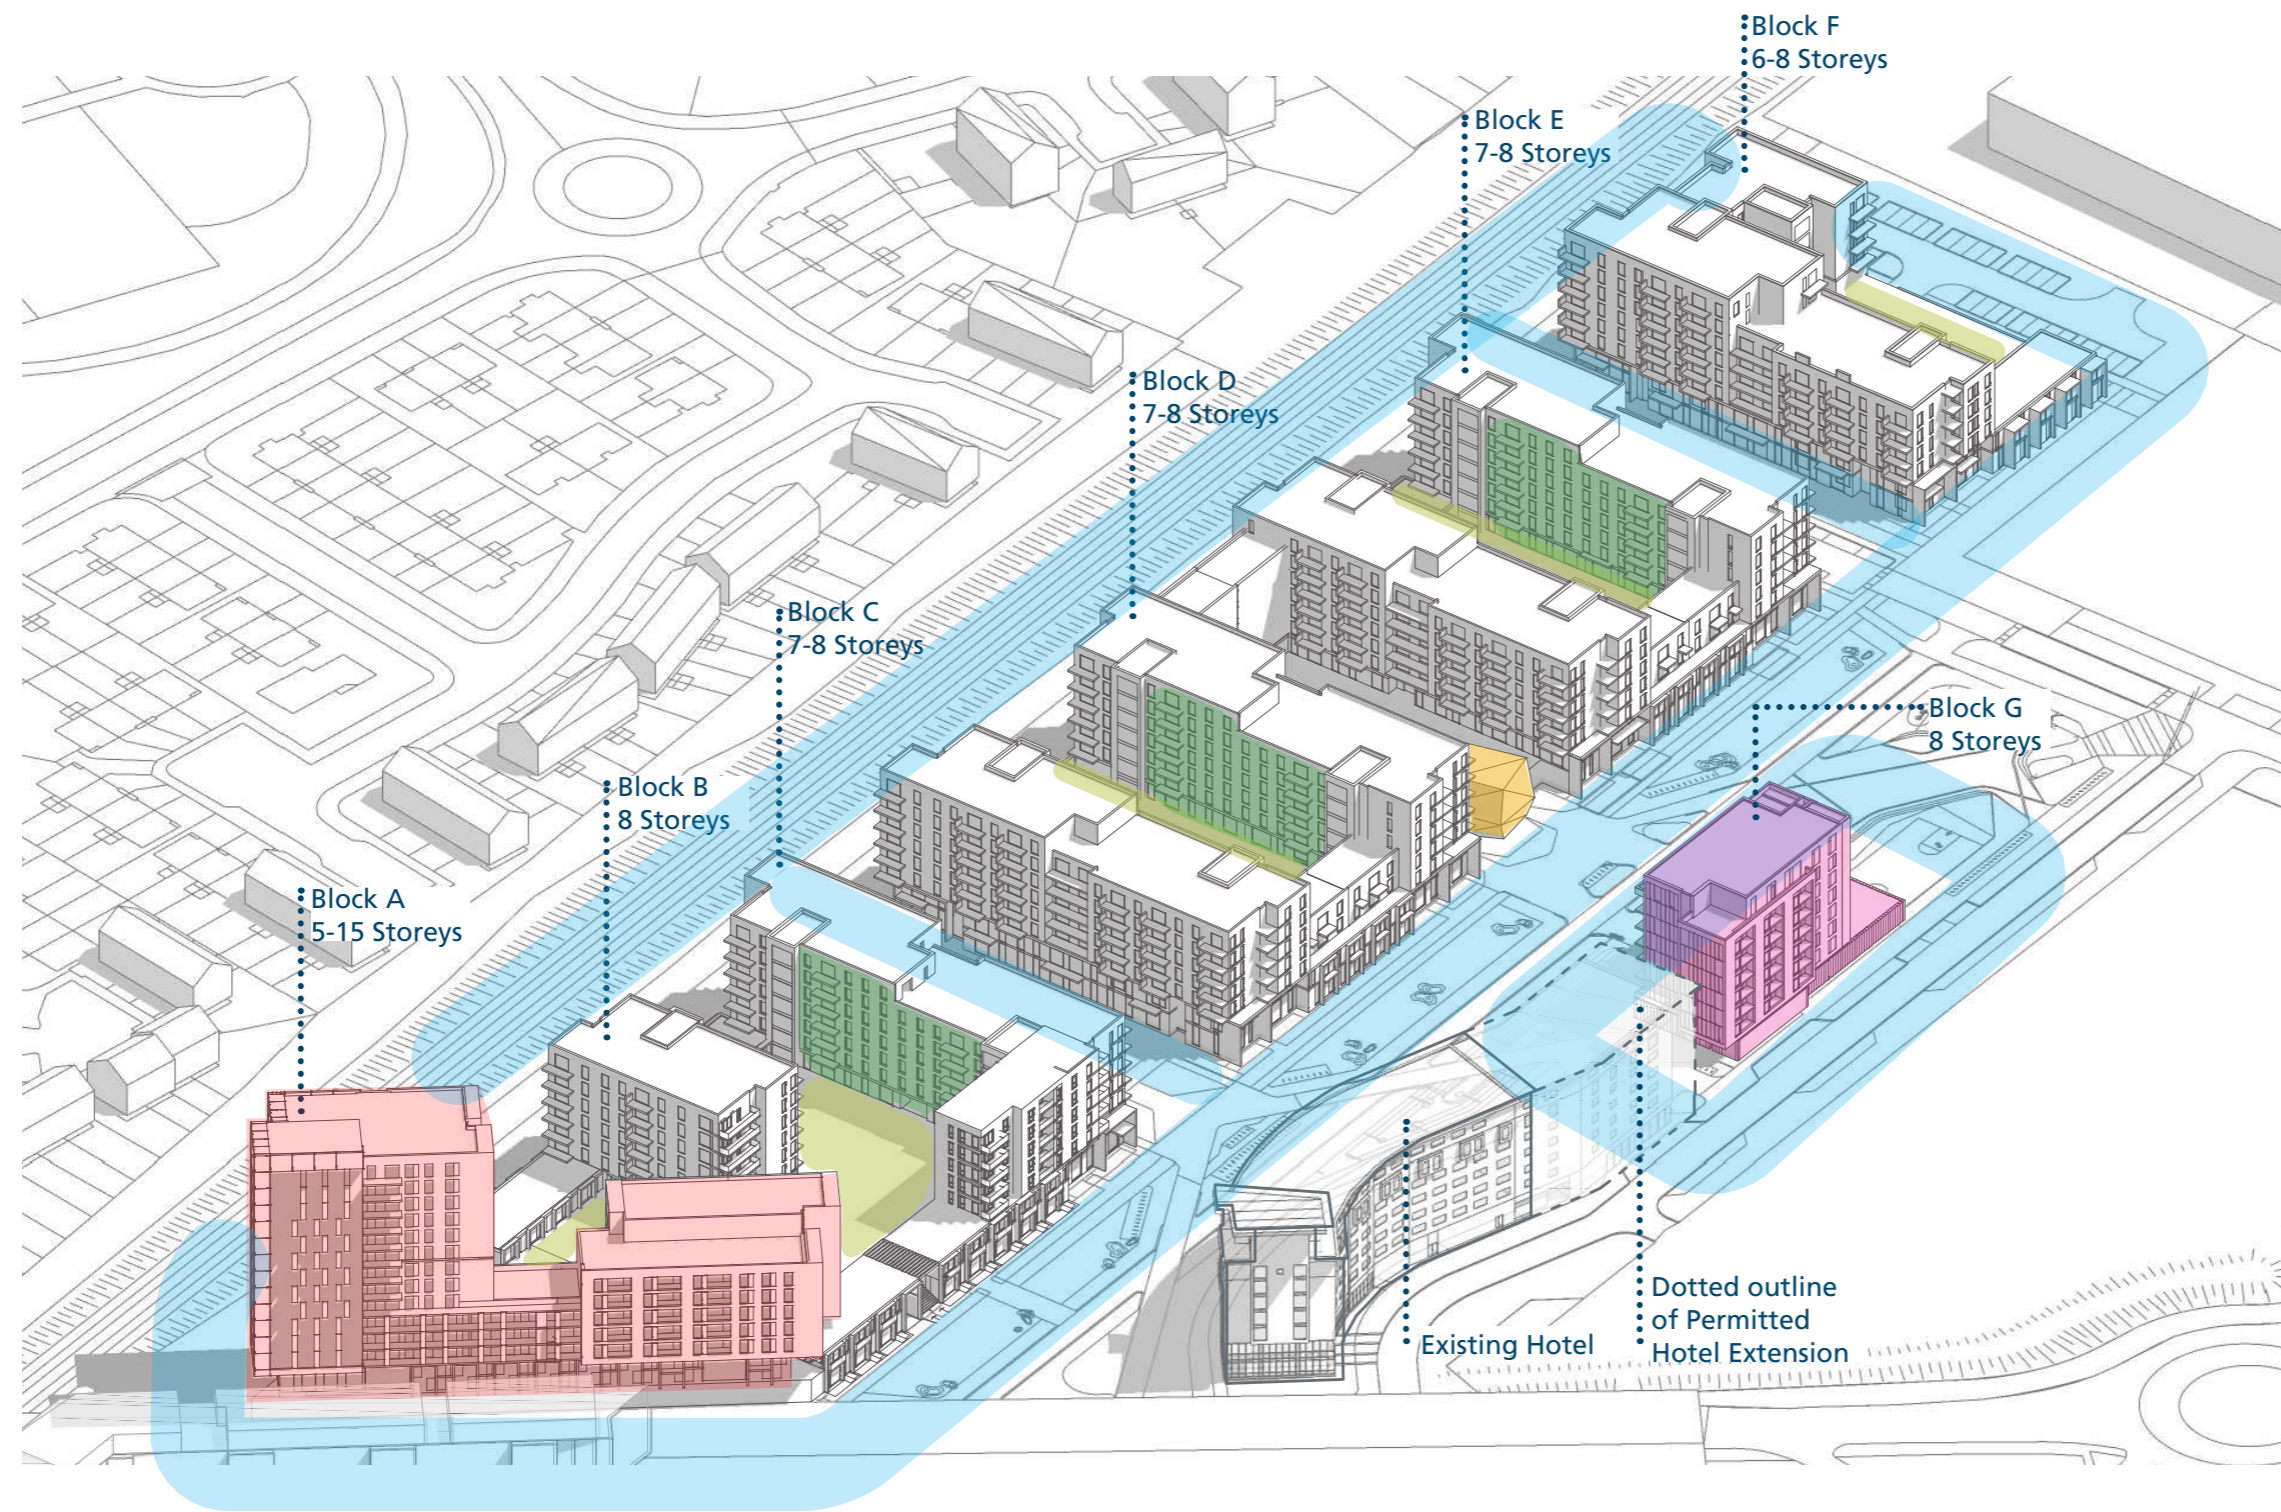 Block F
6-8 Storeys
Block E
7-8 Storeys
Block D
7-8 Storeys
Block C
7-8 Storeys
Block G
8 Storeys
Block B
8 Storeys
Block A
5-15 Storeys
Dotted outline
of Permitted
Hotel Extension
Existing Hotel